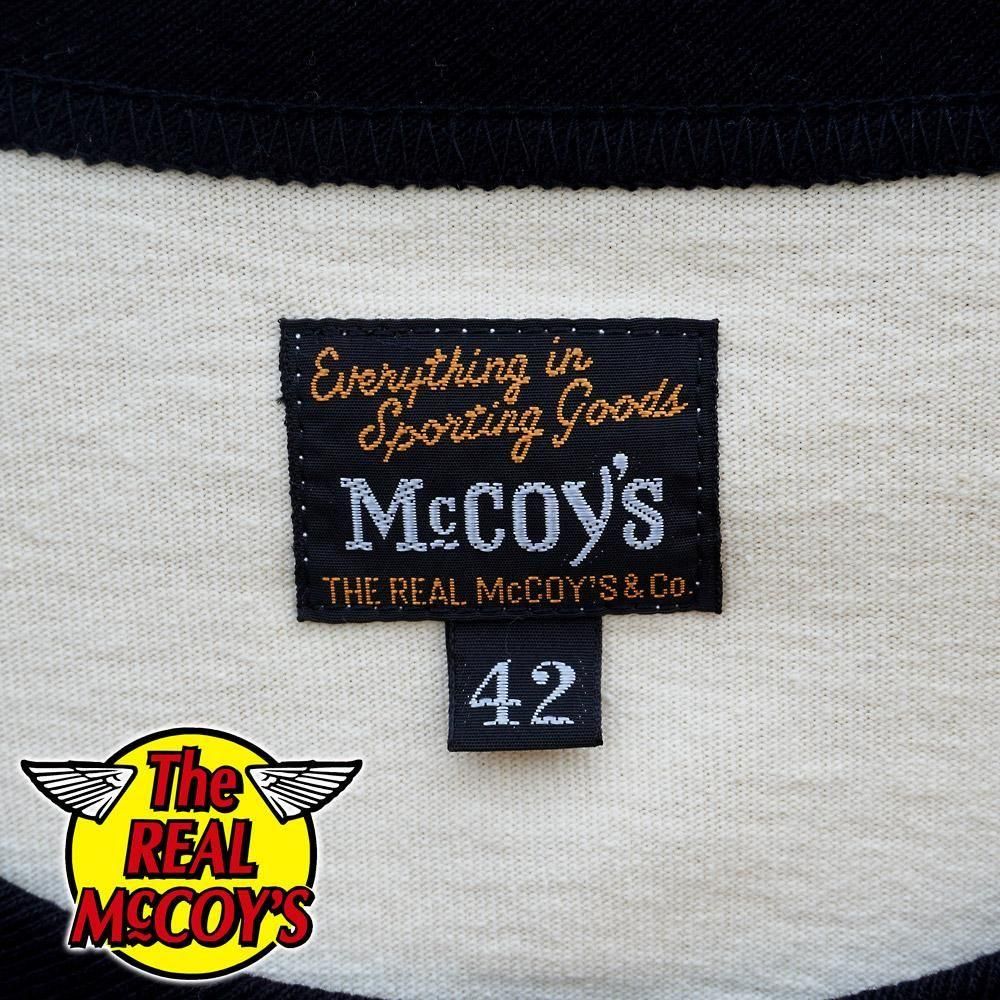 Everything in
Sporting Goods
McCOY'S
THE REAL McCOY'S & Co.
42
The
REAL
McCOY'S